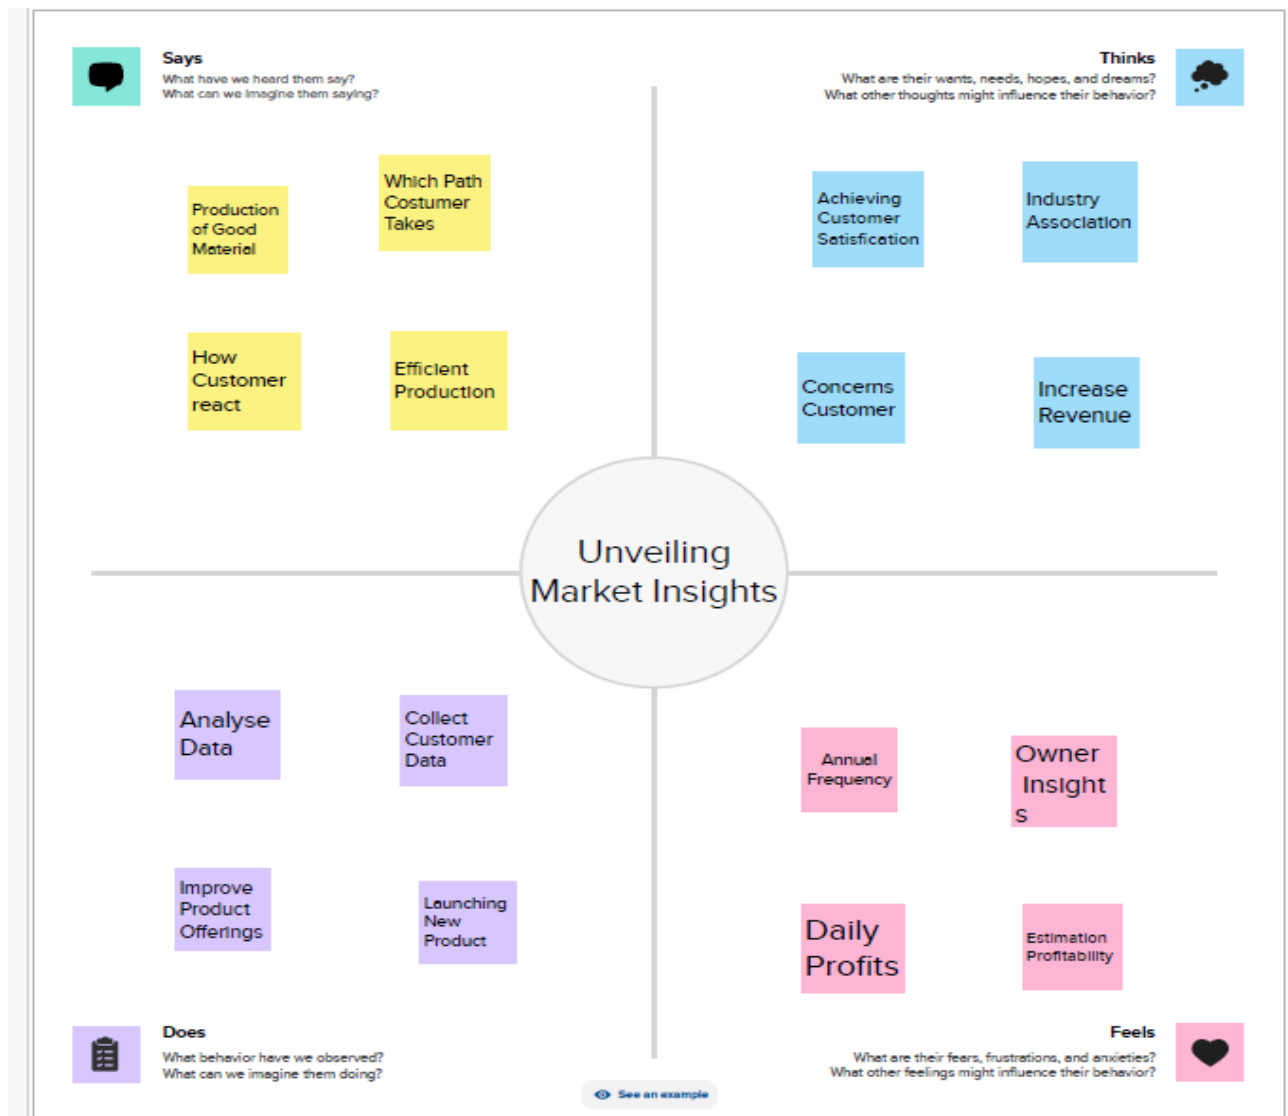 Says
What have we heard them say?
What can we imagine them saying?
Thinks
What are their wants, needs, hopes, and dreams?
What other thoughts might influence their behavior?
Production
of Good
Material
Which Path
Costumer
Takes
How
Customer
react
Efficient
Production
Achieving
Customer
Satisfication
Industry
Association
Concerns
Customer
Increase
Revenue
Unveiling
Market Insights
Analyse
Data
Collect
Customer
Data
Improve
Product
Offerings
Launching
New
Product
Annual
Frequency
Owner
Insight
s
Daily
Profits
Estimation
Profitability
Does
What behavior have we observed?
What can we imagine them doing?
Feels
What are their fears, frustrations, and anxieties?
What other feelings might influence their behavior?
See an example